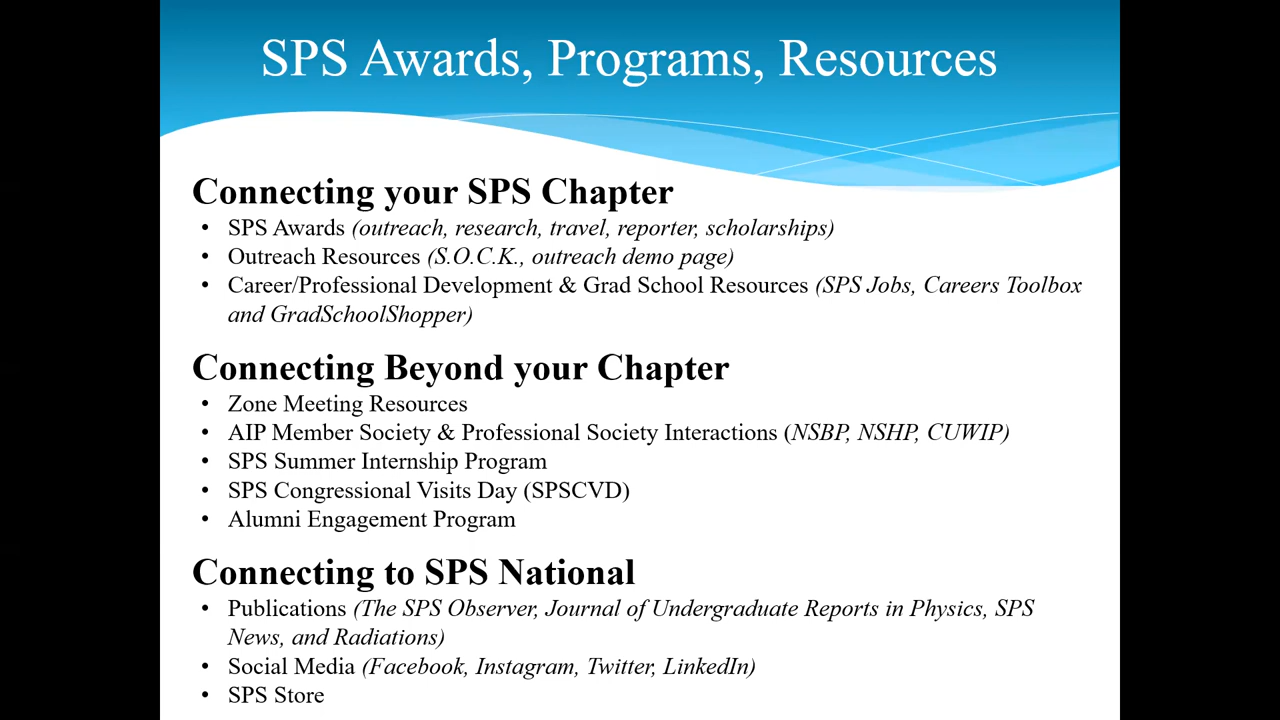 SPS Awards, Programs, Resources
Connecting your SPS Chapter
• SPS Awards (outreach, research, travel, reporter, scholarships)
• Outreach Resources (S.O.C.K., outreach demo page)
• Career/Professional Development & Grad School Resources (SPS Jobs, Careers Toolbox
and GradSchoolShopper)
Connecting Beyond your Chapter
• Zone Meeting Resources
• AIP Member Society & Professional Society Interactions (NSBP, NSHP, CUWIP)
• SPS Summer Internship Program
• SPS Congressional Visits Day (SPSCVD)
• Alumni Engagement Program
Connecting to SPS National
• Publications (The SPS Observer, Journal of Undergraduate Reports in Physics, SPS
News, and Radiations)
• Social Media (Facebook, Instagram, Twitter, LinkedIn)
• SPS Store